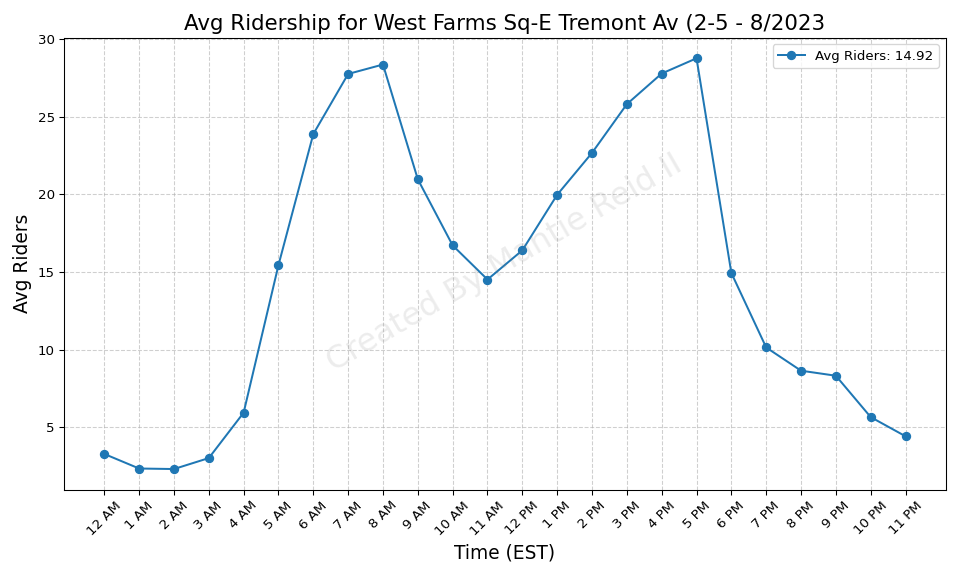 Avg Ridership for West Farms Sq-E Tremont Av (2-5 - 8/2023
Avg Riders: 14.92
30
25
20
15
10
5
Avg Riders
Created By Mantie Reid II
12 AM 1 AM 2 AM 3 AM 4 AM 5 AM 6 AM 7 AM 8 AM 9 AM 10 AM 11 AM 12 PM 1 PM 2 PM 3 PM 4 PM 5 PM 6 PM 7 PM 8 PM 9 PM 10 PM 11 PM
Time (EST)